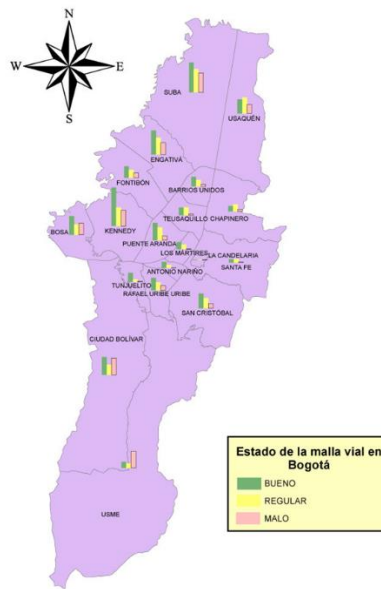 N
W
E
S
SUBA
USAQUÉN
ENGATIVÁ
FONTIBÓN
BARRIOS UNIDOS
TEUSAQUILLO
CHAPINERO
BOSA
KENNEDY
PUENTE ARANDA
LOS MÁRTIRES
LA CANDELARIA
SANTA FE
ANTONIO NARIÑO
TUNJUELITO
RAFAEL URIBE URIBE
SAN CRISTÓBAL
CIUDAD BOLÍVAR
USME
Estado de la malla vial en
Bogotá
BUENO
REGULAR
MALO